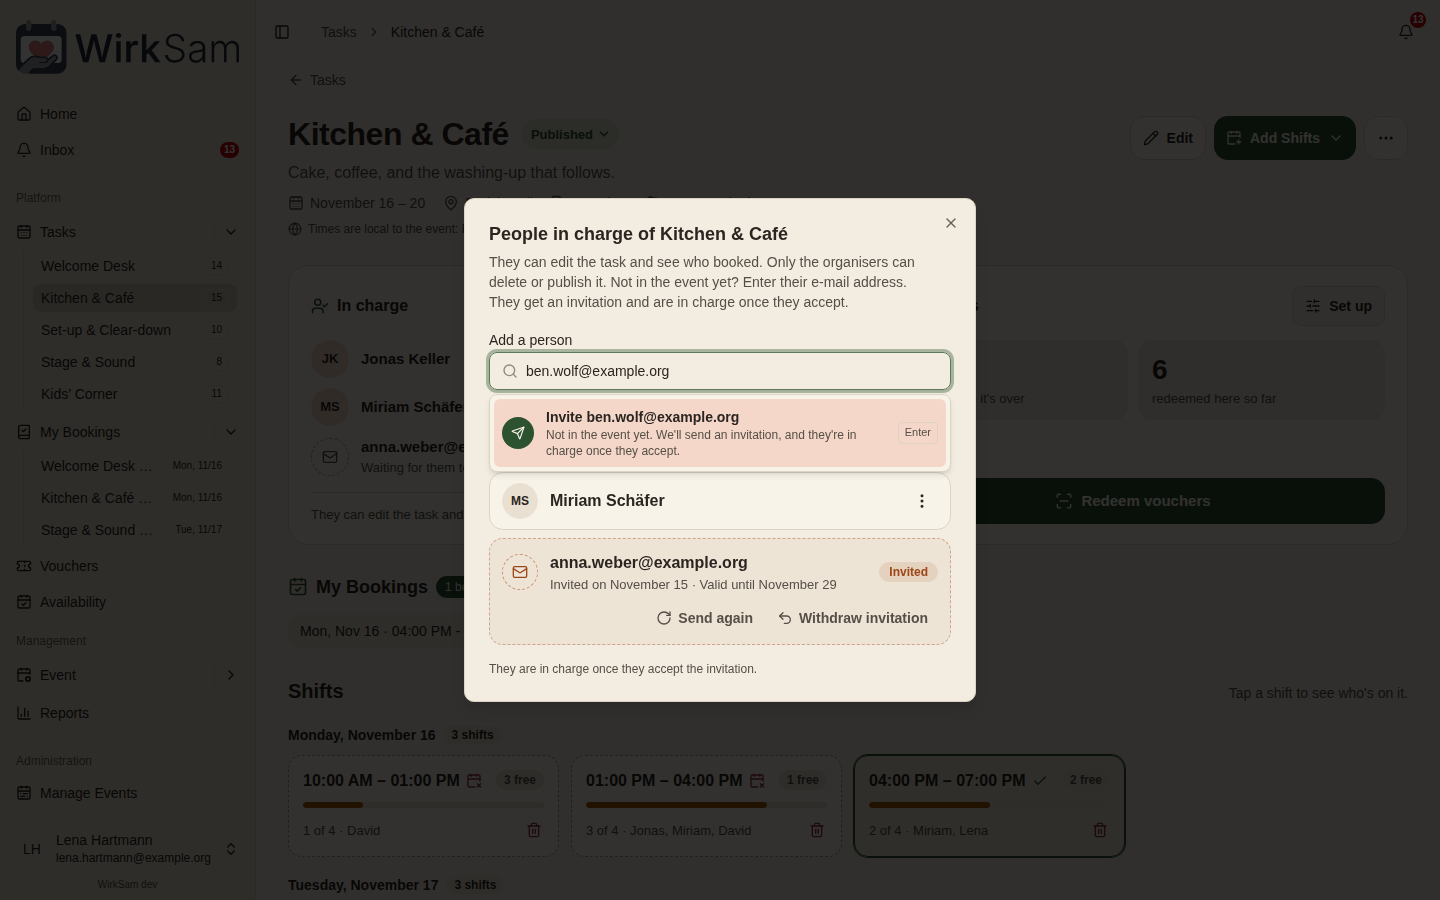 WirkSam
Home
Inbox
13
Platform
Tasks
Welcome Desk 14
Kitchen & Café 15
Set-up & Clear-down 10
Stage & Sound 8
Kids' Corner 11
My Bookings
Welcome Desk … Mon, 11/16
Kitchen & Café … Mon, 11/16
Stage & Sound … Tue, 11/17
Vouchers
Availability
Management
Event
Reports
Administration
Manage Events
LH
Lena Hartmann
lena.hartmann@example.org
WirkSam dev
Tasks
Kitchen & Café
13
Tasks
Kitchen & Café
Published
Edit
Add Shifts
Cake, coffee, and the washing-up that follows.
November 16 – 20
Times are local to the event:
In charge
JK
Jonas Keller
MS
Miriam Schäfe
anna.weber@e
Waiting for them t
They can edit the task and
Set up
it's over
6
redeemed here so far
Redeem vouchers
People in charge of Kitchen & Café
They can edit the task and see who booked. Only the organisers can
delete or publish it. Not in the event yet? Enter their e-mail address.
They get an invitation and are in charge once they accept.
Add a person
ben.wolf@example.org
Invite ben.wolf@example.org
Not in the event yet. We'll send an invitation, and they're in
charge once they accept.
Enter
MS
Miriam Schäfer
anna.weber@example.org
Invited on November 15 · Valid until November 29
Invited
Send again
Withdraw invitation
They are in charge once they accept the invitation.
My Bookings
1 b
Mon, Nov 16 · 04:00 PM -
Shifts
Tap a shift to see who's on it.
Monday, November 16
3 shifts
10:00 AM – 01:00 PM
3 free
1 of 4 · David
01:00 PM – 04:00 PM
1 free
3 of 4 · Jonas, Miriam, David
04:00 PM – 07:00 PM
2 free
2 of 4 · Miriam, Lena
Tuesday, November 17
3 shifts